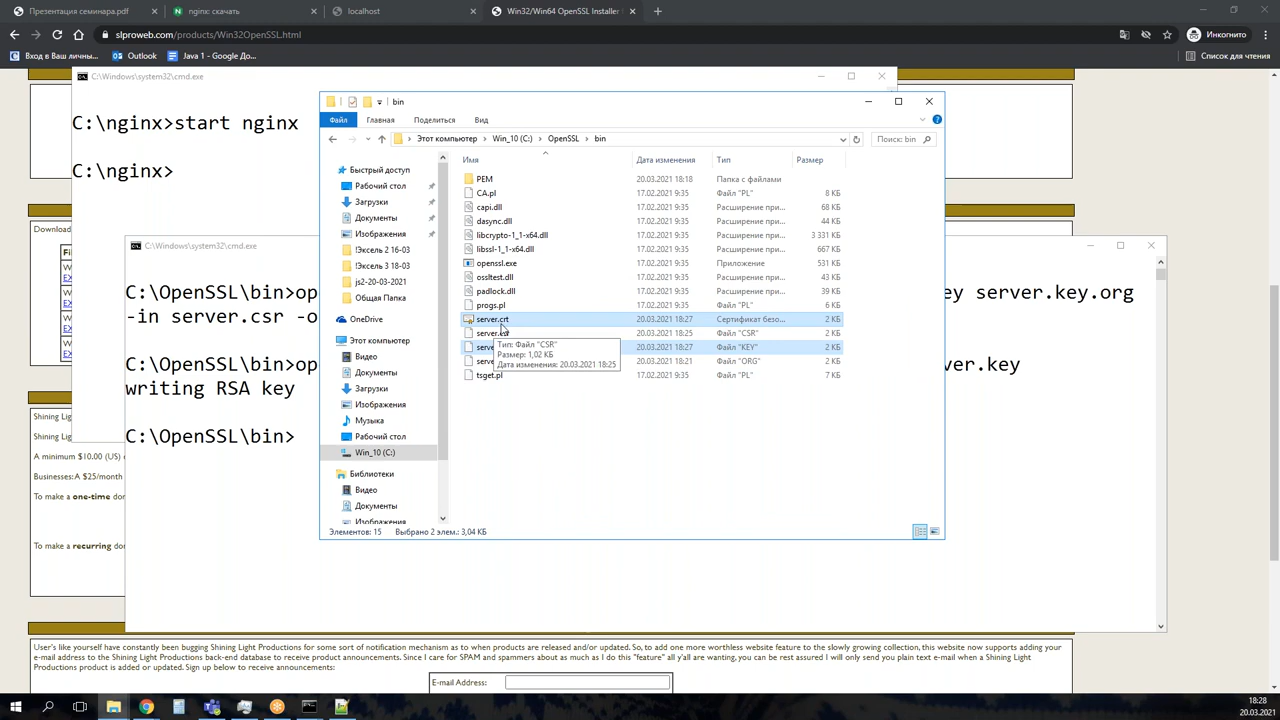 Презентация семинара.pdf
nginx скачать
localhost
Win32/Win64 OpenSSL Installer
slproweb.com/products/Win32OpenSSL.html
Инкогнито
Вход в Ваш личны...
Outlook
Java 1 - Google До...
Список для чтения
C:\Windows\system32\cmd.exe
C:\nginx>start nginx
C:\nginx>
bin
Файл
Главная
Поделиться
Вид
Этот компьютер > Win_10 (C:) > OpenSSL > bin
Поиск: bin
Имя
Дата изменения
Тип
Размер
Быстрый доступ
Рабочий стол
Загрузки
Документы
Изображения
!Эксель 2 16-03
!Эксель 3 18-03
js2-20-03-2021
Общая Папка
OneDrive
Этот компьютер
Видео
Документы
Загрузки
Изображения
Музыка
Рабочий стол
Win_10 (C:)
Библиотеки
Видео
Документы
Изображения
PEM 20.03.2021 18:18 Папка с файлами
CA.pl 17.02.2021 9:35 Файл "PL" 8 КБ
capi.dll 17.02.2021 9:35 Расширение при... 68 КБ
dasync.dll 17.02.2021 9:35 Расширение при... 44 КБ
libcrypto-1_1-x64.dll 17.02.2021 9:35 Расширение при... 3 331 КБ
libssl-1_1-x64.dll 17.02.2021 9:35 Расширение при... 667 КБ
openssl.exe 17.02.2021 9:35 Приложение 531 КБ
ossltest.dll 17.02.2021 9:35 Расширение при... 43 КБ
padlock.dll 17.02.2021 9:35 Расширение при... 39 КБ
progs.pl 17.02.2021 9:35 Файл "PL" 6 КБ
server.crt 20.03.2021 18:27 Сертификат безо... 2 КБ
20.03.2021 18:25 Файл "CSR" 2 КБ
20.03.2021 18:27 Файл "KEY" 2 КБ
20.03.2021 18:21 Файл "ORG" 2 КБ
tsget.pl 17.02.2021 9:35 Файл "PL" 7 КБ
Тип: Файл "CSR"
Размер: 1,02 КБ
Дата изменения: 20.03.2021 18:25
Элементов: 15
Выбрано 2 элем.: 3,04 КБ
C:\Windows\system32\cmd.exe
C:\OpenSSL\bin>op
ey server.key.org
-in server.csr -o
C:\OpenSSL\bin>op
ver.key
writing RSA key
C:\OpenSSL\bin>
Download
Fi
W
EX
W
EX
W
EX
W
EX
Shining Light
Shining Light
A minimum $10.00 (US)
Businesses: A $25/month
To make a one-time do
To make a recurring do
User's like yourself have constantly been bugging Shining Light Productions for some sort of notification mechanism as to when products are released and/or updated. So, to add one more worthless website feature to the slowly growing collection, this website now supports adding your
e-mail address to the Shining Light Productions back-end database to receive product announcements. Since I care for SPAM and spammers about as much as I do this "feature" all y'all are wanting, you can be rest assured I will only send you plain text e-mail when a Shining Light
Productions product is added or updated. Sign up below to receive announcements:
E-mail Address:
18:28
20.03.2021